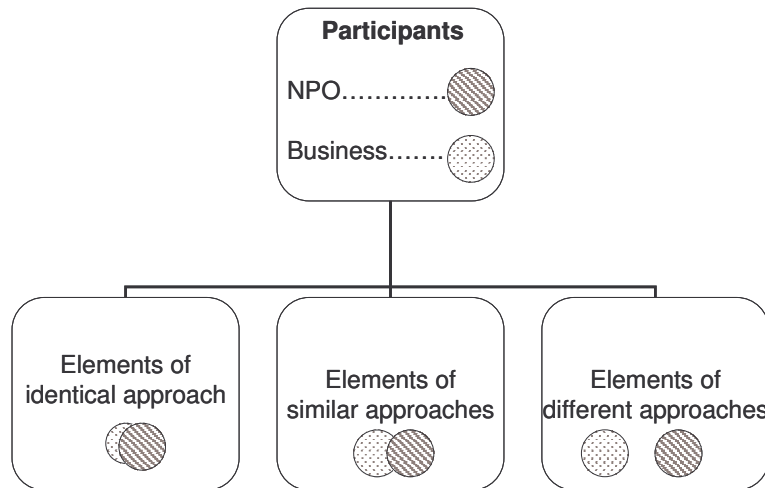 Participants
NPO.............
Business.......
Elements of
identical approach
Elements of
similar approaches
Elements of
different approaches